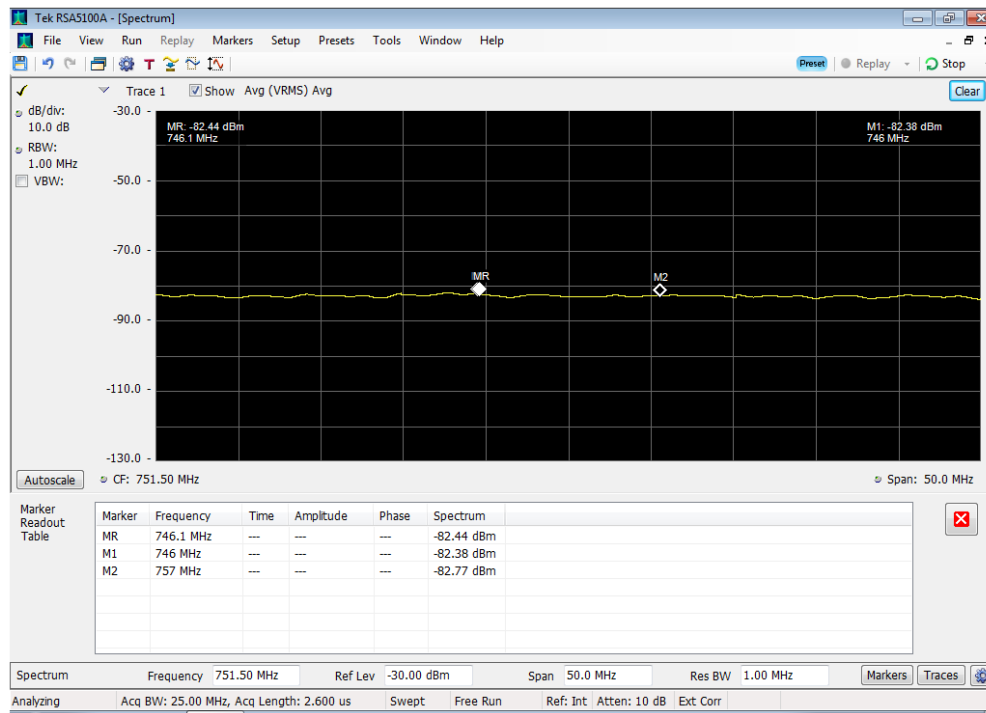 Tek RSA5100A - [Spectrum]
File View Run Replay Markers Setup Presets Tools Window Help
T Preset Replay Stop
Trace 1 Show Avg (VRMS) Avg Clear
dB/div:
10.0 dB
RBW:
1.00 MHz
VBW:
-30.0 -
-50.0 -
-70.0 -
-90.0 -
-110.0 -
-130.0 -
MR: -82.44 dBm
746.1 MHz
M1: -82.38 dBm
746 MHz
MR
M2
Autoscale CF: 751.50 MHz Span: 50.0 MHz
Marker
Readout
Table
Marker Frequency Time Amplitude Phase Spectrum
MR 746.1 MHz --- --- --- -82.44 dBm
M1 746 MHz --- --- --- -82.38 dBm
M2 757 MHz --- --- --- -82.77 dBm
Spectrum Frequency 751.50 MHz Ref Lev -30.00 dBm Span 50.0 MHz Res BW 1.00 MHz Markers Traces
Analyzing Acq BW: 25.00 MHz, Acq Length: 2.600 us Swept Free Run Ref: Int Atten: 10 dB Ext Corr